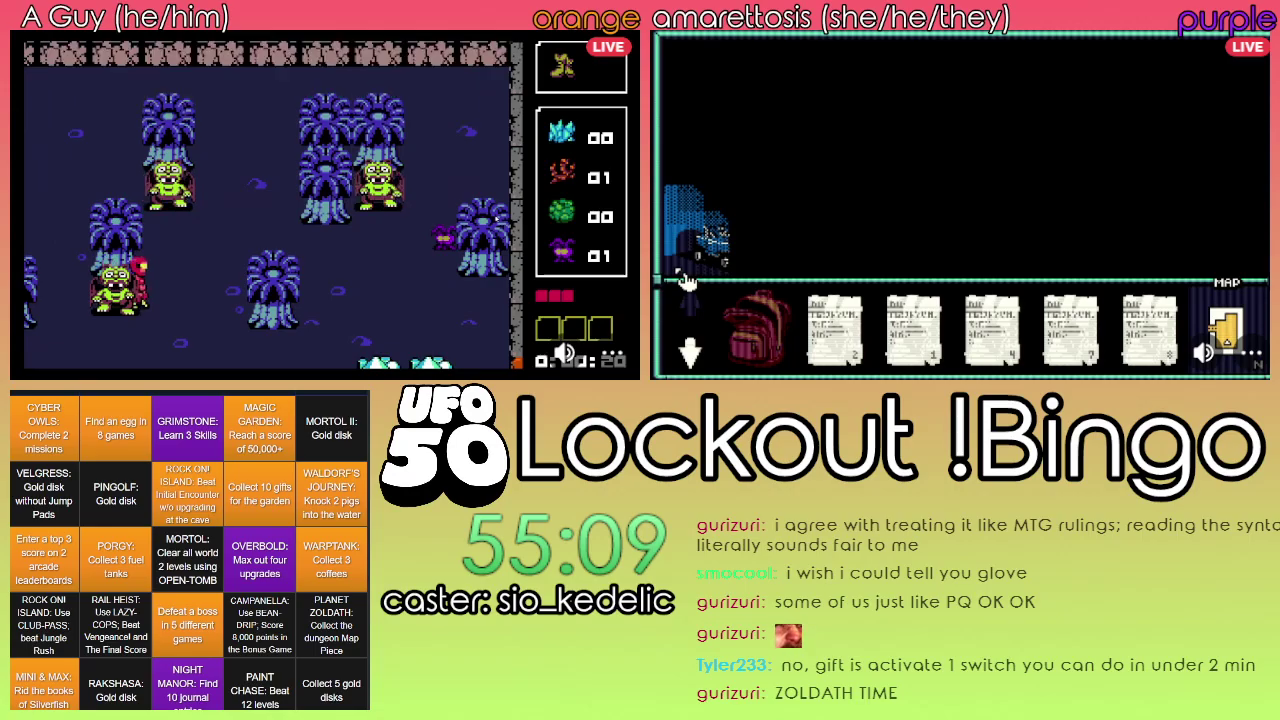 A Guy (he/him)
orange
amarettosis (she/he/they)
purple
LIVE
LIVE
00
01
00
01
MAP
2
1
4
7
8
N
CYBER
OWLS:
Complete 2
missions
Find an egg in
8 games
GRIMSTONE:
Learn 3 Skills
MAGIC
GARDEN:
Reach a score
of 50,000+
MORTOL II:
Gold disk
VELGRESS:
Gold disk
without Jump
Pads
PINGOLF:
Gold disk
ROCK ON!
ISLAND: Beat
Initial Encounter
w/o upgrading
at the cave
Collect 10 gifts
for the garden
WALDORF'S
JOURNEY:
Knock 2 pigs
into the water
Enter a top 3
score on 2
arcade
leaderboards
PORGY:
Collect 3 fuel
tanks
MORTOL:
Clear all world
2 levels using
OPEN-TOMB
OVERBOLD:
Max out four
upgrades
WARPTANK:
Collect 3
coffees
ROCK ON!
ISLAND: Use
CLUB-PASS;
beat Jungle
Rush
RAIL HEIST:
Use LAZY-
COPS; Beat
Vengeance! and
The Final Score
Defeat a boss
in 5 different
games
CAMPANELLA:
Use BEAN-
DRIP; Score
8,000 points in
the Bonus Game
PLANET
ZOLDATH:
Collect the
dungeon Map
Piece
MINI & MAX:
Rid the books
of Silverfish
RAKSHASA:
Gold disk
NIGHT
MANOR: Find
10 journal
entries
PAINT
CHASE: Beat
12 levels
Collect 5 gold
disks
UFO
50
Lockout !Bingo
55:09
caster: sio_kedelic
gurizuri: i agree with treating it like MTG rulings; reading the synta
literally sounds fair to me
smocool: i wish i could tell you glove
gurizuri: some of us just like PQ OK OK
gurizuri:
Tyler233: no, gift is activate 1 switch you can do in under 2 min
gurizuri: ZOLDATH TIME